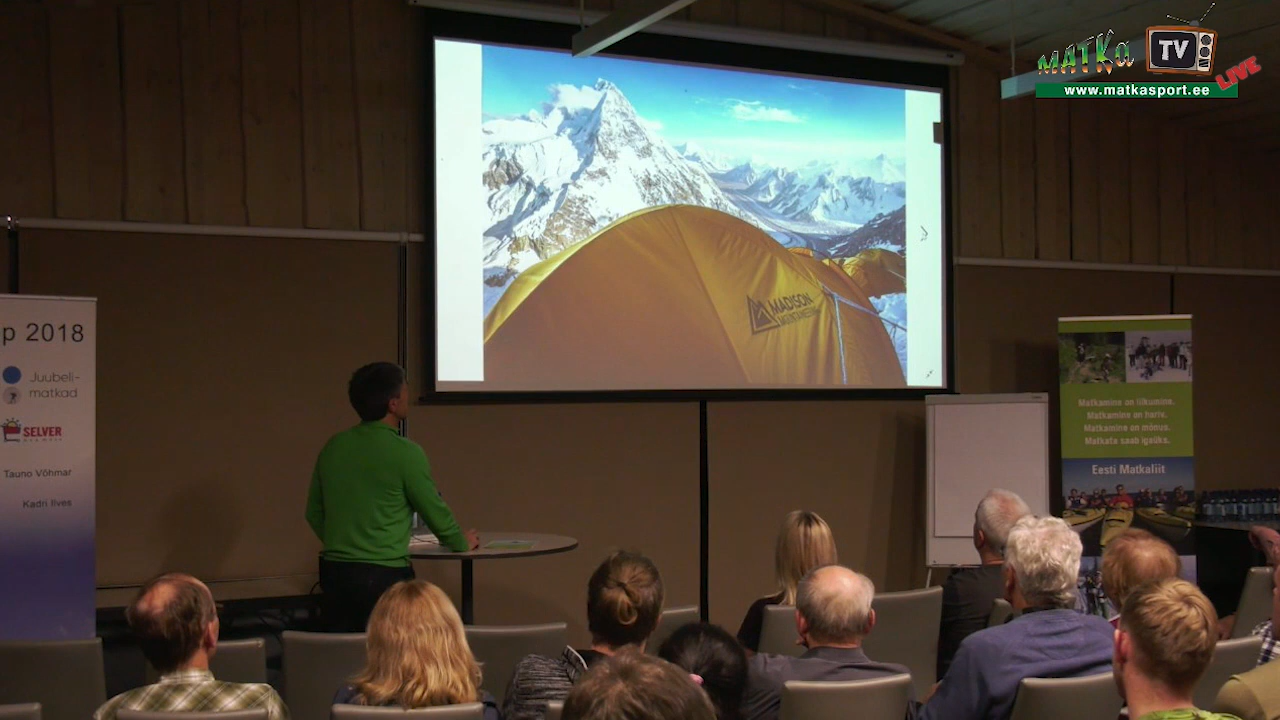 MATKa
TV
LIVE
www.matkasport.ee
MADISON
MOUNTAINEERING
p 2018
Juubeli-
matkad
SELVER
Tauno Võhmar
Kadri Ilves
Matkamine on liikumine.
Matkamine on hariv.
Matkamine on mõnus.
Matkata saab igaüks.
Eesti Matkaliit